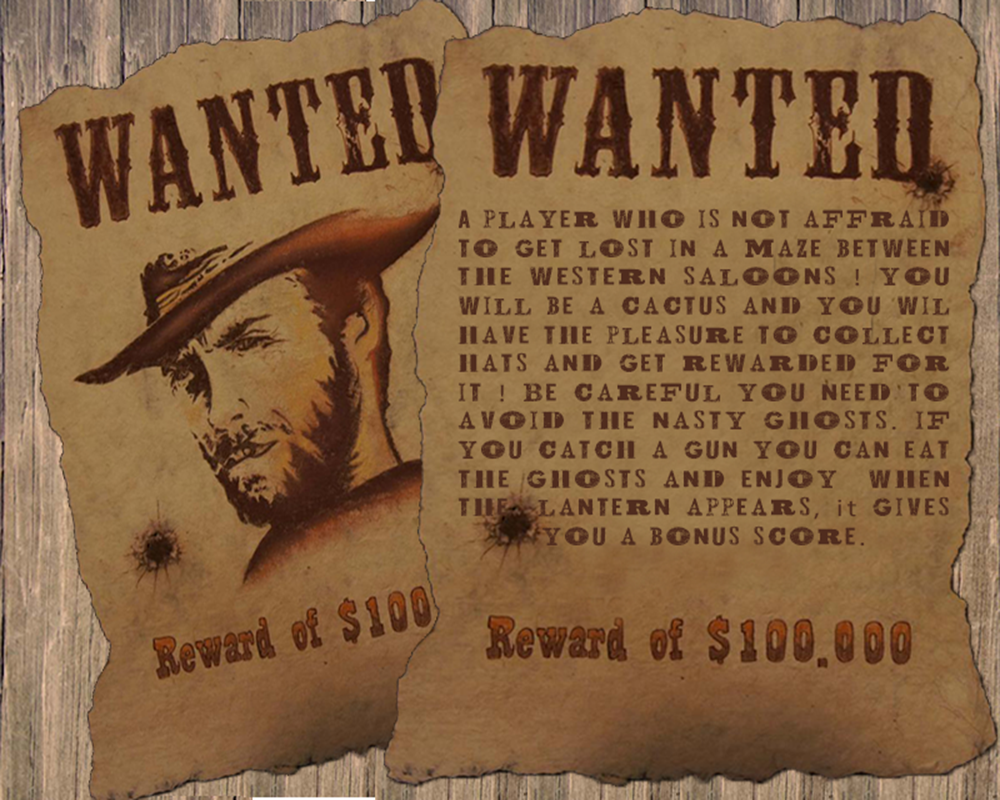 WANTED
Reward of $100
WANTED
A PLAYER WHO IS NOT AFFRAID
TO GET LOST IN A MAZE BETWEEN
THE WESTERN SALOONS ! YOU
WILL BE A CACTUS AND YOU WIL
HAVE THE PLEASURE TO COLLECT
HATS AND GET REWARDED FOR
IT ! BE CAREFUL YOU NEED TO
AVOID THE NASTY GHOSTS. IF
YOU CATCH A GUN YOU CAN EAT
THE GHOSTS AND ENJOY WHEN
THE LANTERN APPEARS, it GIVES
YOU A BONUS SCORE.
Reward of $100.000